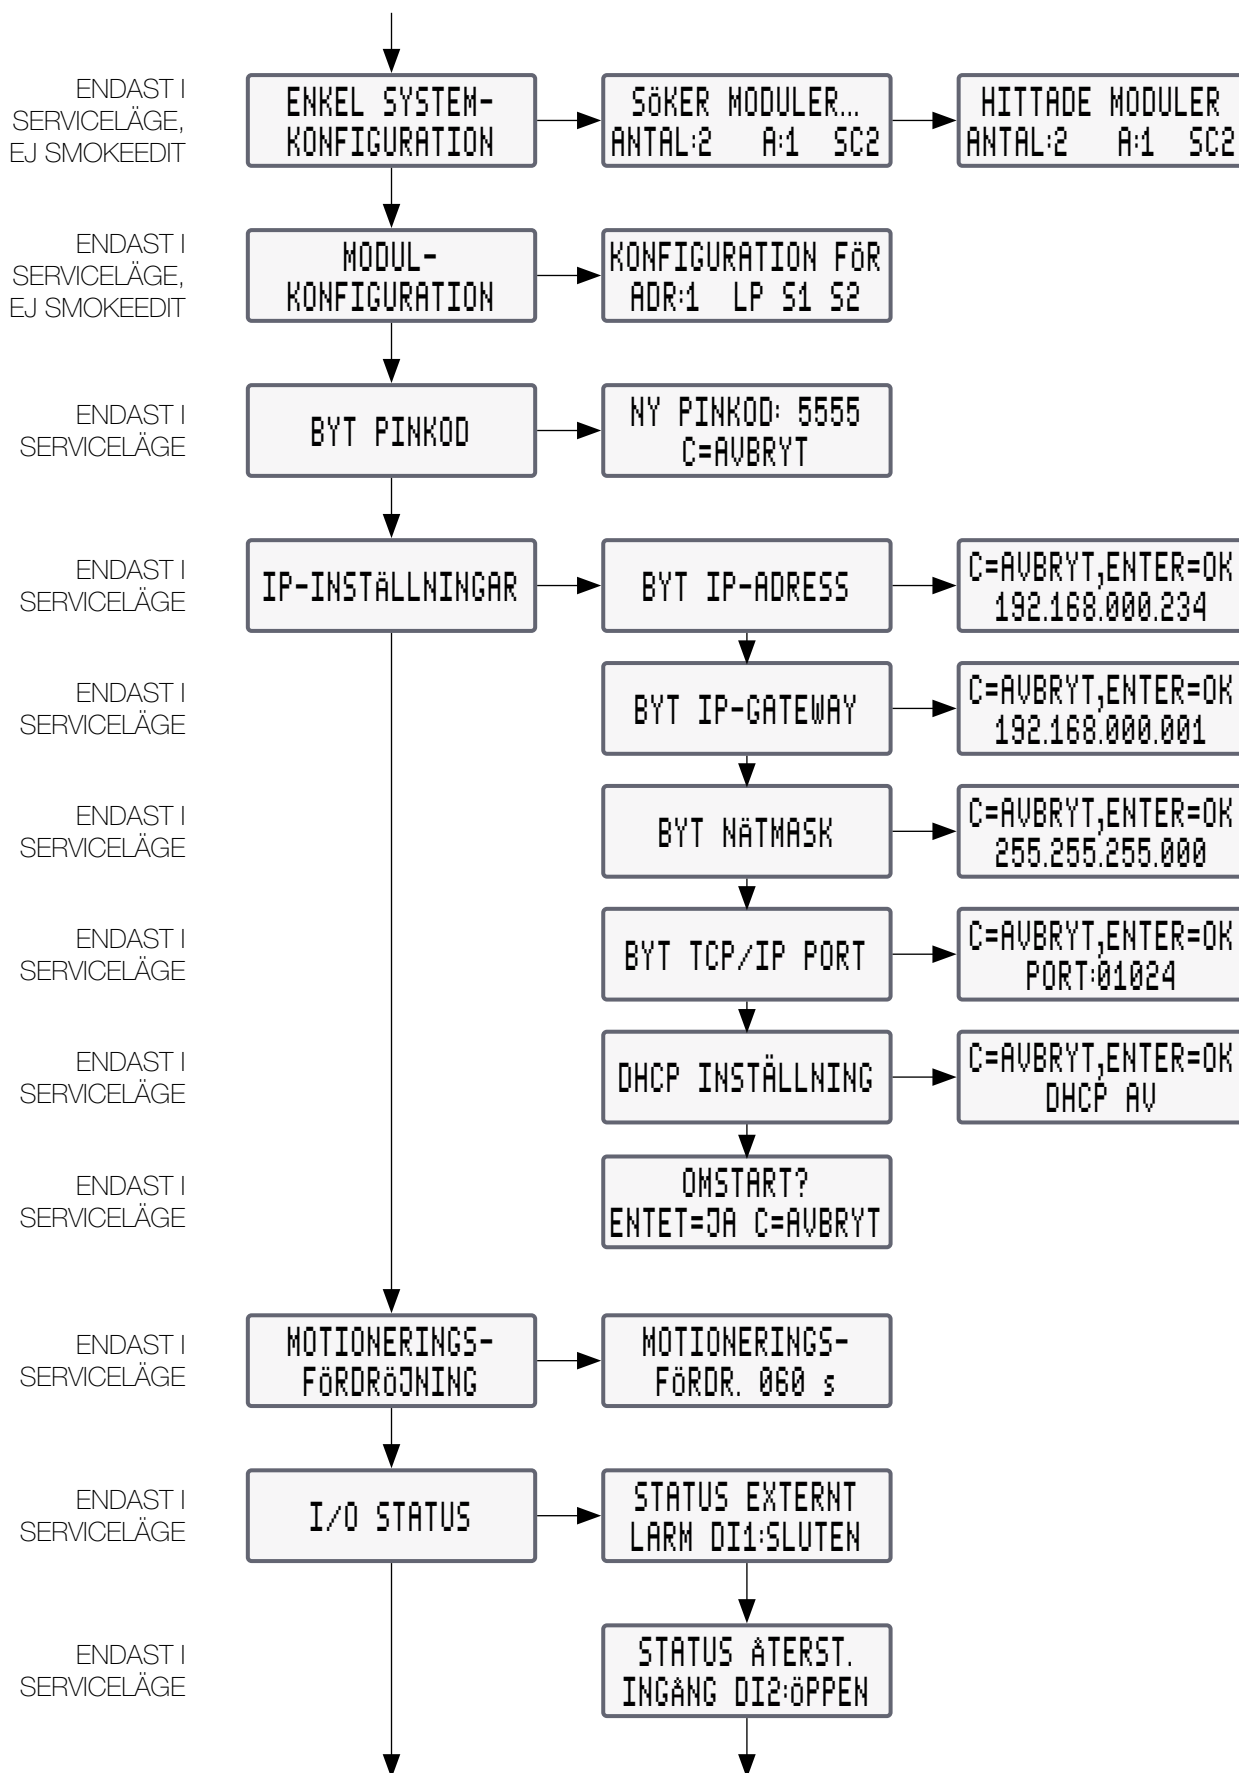 ENDAST I
SERVICELÄGE,
EJ SMOKEEDIT
ENKEL SYSTEM-
KONFIGURATION
SÖKER MODULER...
ANTAL:2 A:1 SC2
HITTADE MODULER
ANTAL:2 A:1 SC2
ENDAST I
SERVICELÄGE,
EJ SMOKEEDIT
MODUL-
KONFIGURATION
KONFIGURATION FÖR
ADR:1 LP S1 S2
ENDAST I
SERVICELÄGE
BYT PINKOD
NY PINKOD: 5555
C=AVBRYT
ENDAST I
SERVICELÄGE
IP-INSTÄLLNINGAR
BYT IP-ADRESS
C=AVBRYT,ENTER=OK
192.168.000.234
ENDAST I
SERVICELÄGE
BYT IP-GATEWAY
C=AVBRYT,ENTER=OK
192.168.000.001
ENDAST I
SERVICELÄGE
BYT NÄTMASK
C=AVBRYT,ENTER=OK
255.255.255.000
ENDAST I
SERVICELÄGE
BYT TCP/IP PORT
C=AVBRYT,ENTER=OK
PORT:01024
ENDAST I
SERVICELÄGE
DHCP INSTÄLLNING
C=AVBRYT,ENTER=OK
DHCP AV
ENDAST I
SERVICELÄGE
OMSTART?
ENTET=JA C=AVBRYT
ENDAST I
SERVICELÄGE
MOTIONERINGS-
FÖRDRÖJNING
MOTIONERINGS-
FÖRDR. 060 s
ENDAST I
SERVICELÄGE
I/O STATUS
STATUS EXTERNT
LARM DI1:SLUTEN
ENDAST I
SERVICELÄGE
STATUS ÅTERST.
INGÅNG DI2:ÖPPEN